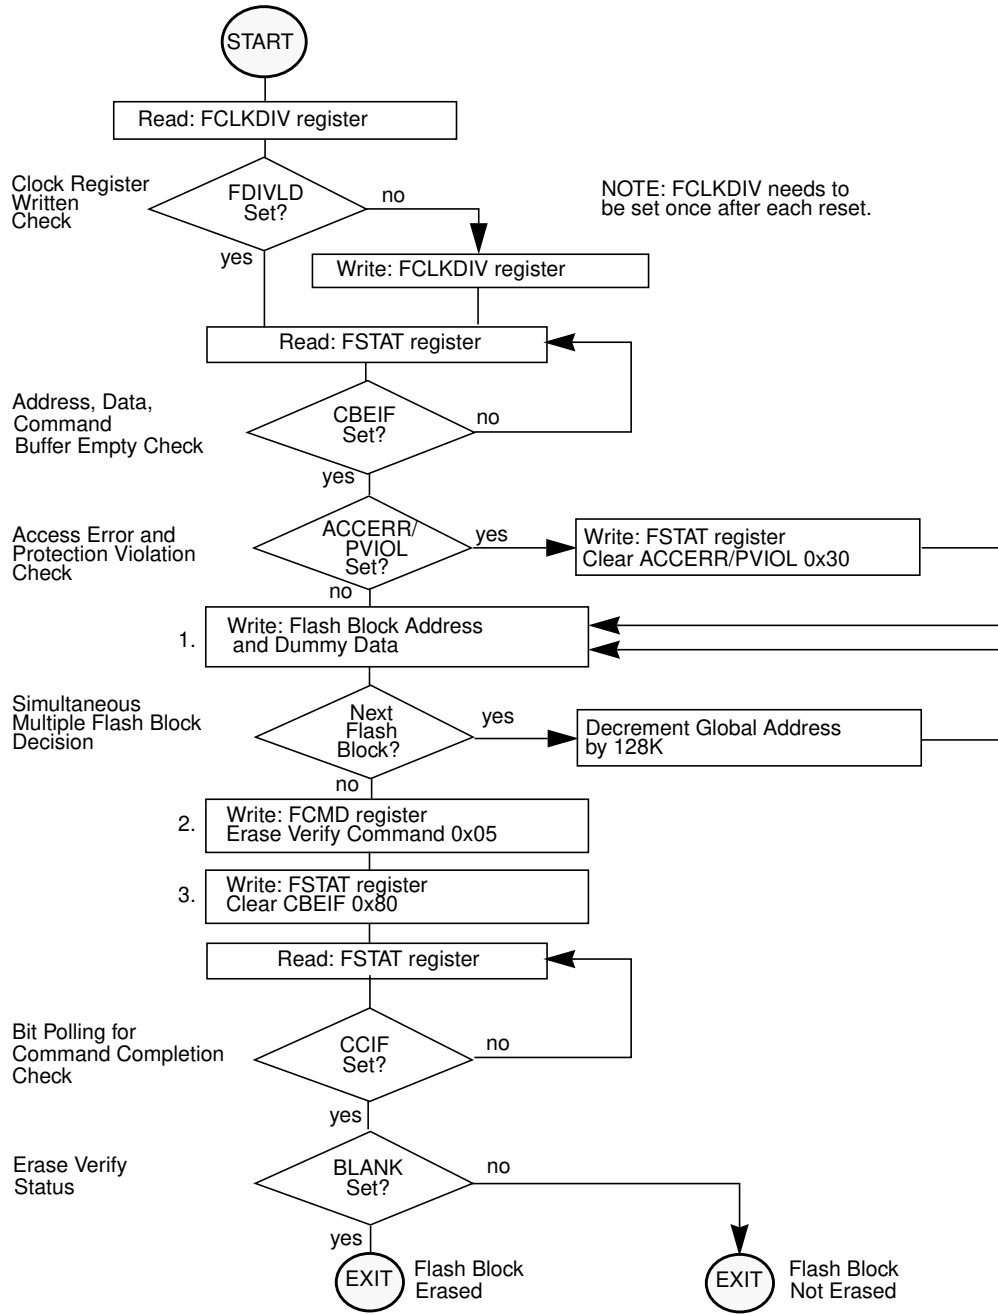 START
Read: FCLKDIV register
Clock Register
Written
Check
FDIVLD
Set?
no
yes
NOTE: FCLKDIV needs to
be set once after each reset.
Write: FCLKDIV register
Read: FSTAT register
Address, Data,
Command
Buffer Empty Check
CBEIF
Set?
no
yes
Access Error and
Protection Violation
Check
ACCERR/
PVIOL
Set?
yes
no
Write: FSTAT register
Clear ACCERR/PVIOL 0x30
1.
Write: Flash Block Address
and Dummy Data
Simultaneous
Multiple Flash Block
Decision
Next
Flash
Block?
yes
no
Decrement Global Address
by 128K
2.
Write: FCMD register
Erase Verify Command 0x05
3.
Write: FSTAT register
Clear CBEIF 0x80
Read: FSTAT register
Bit Polling for
Command Completion
Check
CCIF
Set?
no
yes
Erase Verify
Status
BLANK
Set?
no
yes
EXIT
Flash Block
Erased
EXIT
Flash Block
Not Erased